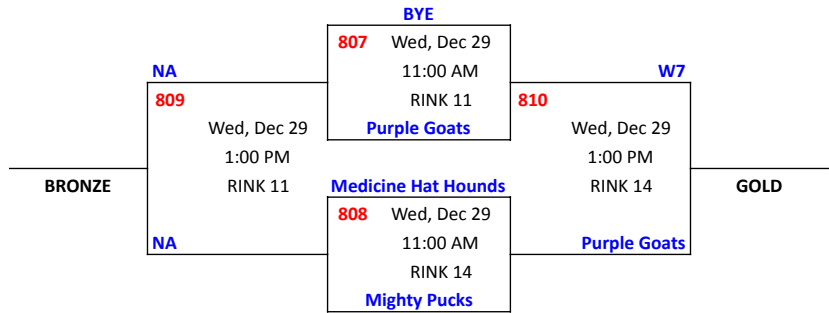 BYE
807 Wed, Dec 29
11:00 AM
RINK 11
Purple Goats
NA
809
Wed, Dec 29
1:00 PM
RINK 11
NA
BRONZE
Medicine Hat Hounds
808 Wed, Dec 29
11:00 AM
RINK 14
Mighty Pucks
W7
810
Wed, Dec 29
1:00 PM
RINK 14
Purple Goats
GOLD